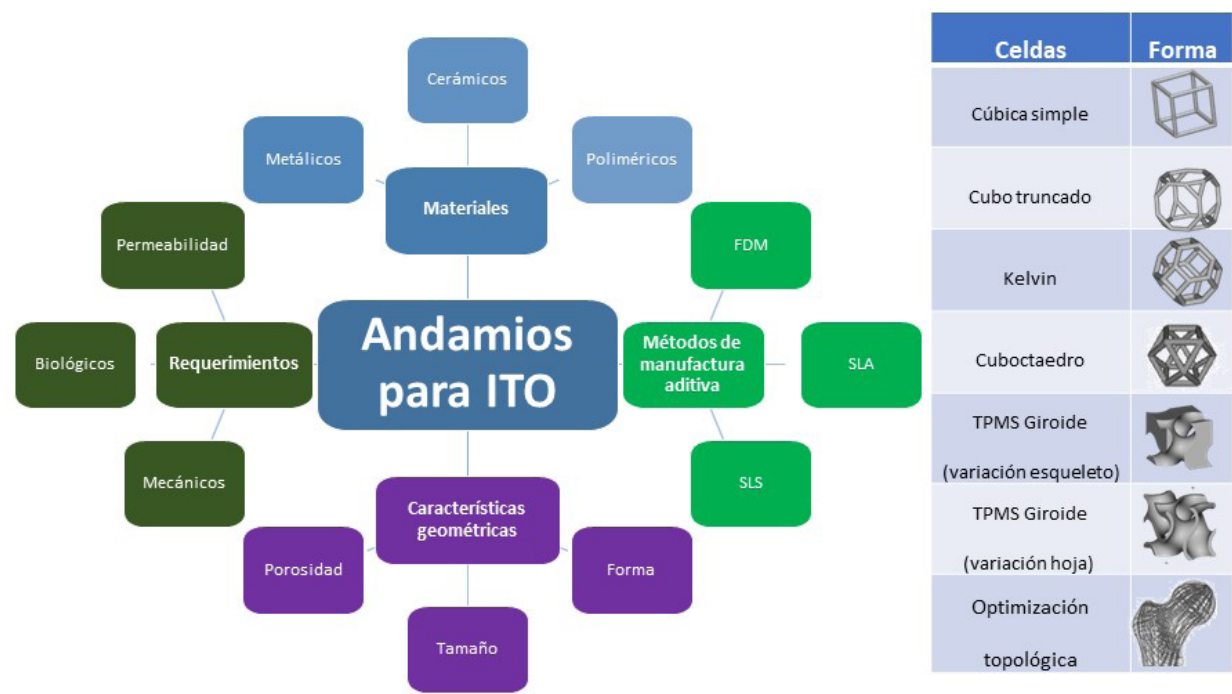 Cerámicos
Metálicos
Poliméricos
Materiales
Permeabilidad
FDM
Andamios
para ITO
Biológicos
Requerimientos
Métodos de
manufactura
aditiva
SLA
Mecánicos
SLS
Características
geométricas
Porosidad
Forma
Tamaño
Celdas Forma
Cúbica simple
Cubo truncado
Kelvin
Cuboctaedro
TPMS Giroide
(variación esqueleto)
TPMS Giroide
(variación hoja)
Optimización
topológica